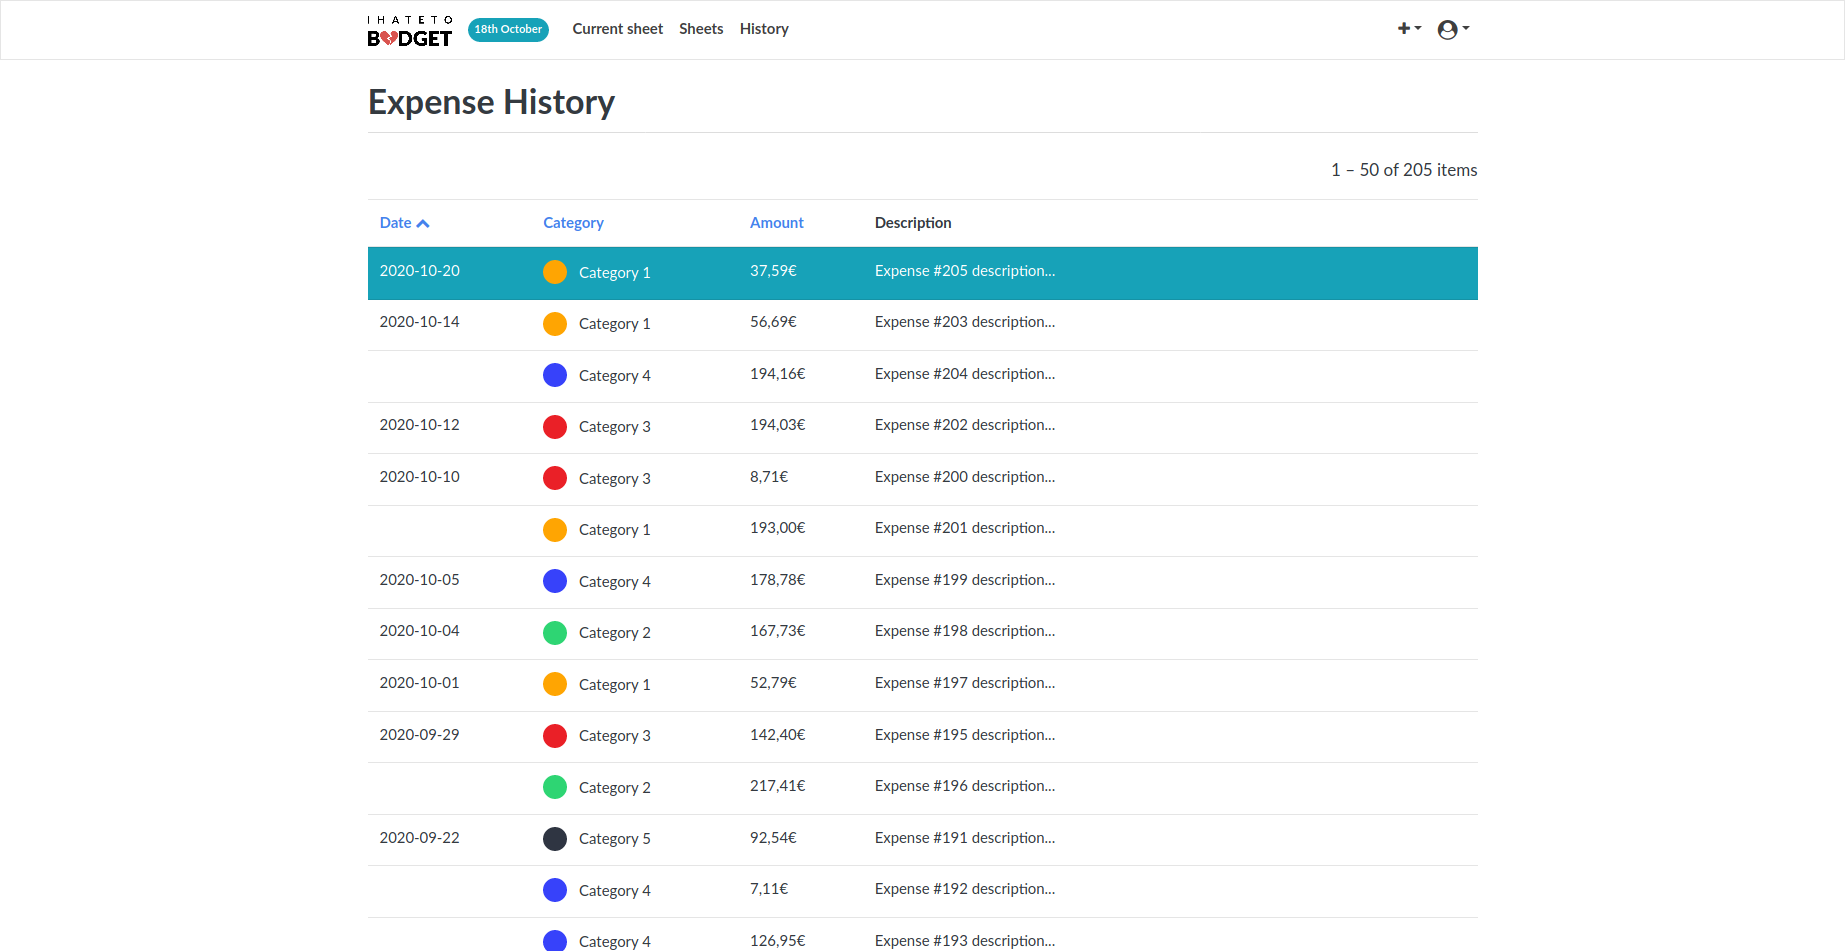 I HATE TO
BUDGET
18th October Current sheet Sheets History
Expense History
1 – 50 of 205 items
Date Category Amount Description
2020-10-20 Category 1 37,59€ Expense #205 description...
2020-10-14 Category 1 56,69€ Expense #203 description...
Category 4 194,16€ Expense #204 description...
2020-10-12 Category 3 194,03€ Expense #202 description...
2020-10-10 Category 3 8,71€ Expense #200 description...
Category 1 193,00€ Expense #201 description...
2020-10-05 Category 4 178,78€ Expense #199 description...
2020-10-04 Category 2 167,73€ Expense #198 description...
2020-10-01 Category 1 52,79€ Expense #197 description...
2020-09-29 Category 3 142,40€ Expense #195 description...
Category 2 217,41€ Expense #196 description...
2020-09-22 Category 5 92,54€ Expense #191 description...
Category 4 7,11€ Expense #192 description...
Category 4 126,95€ Expense #193 description...